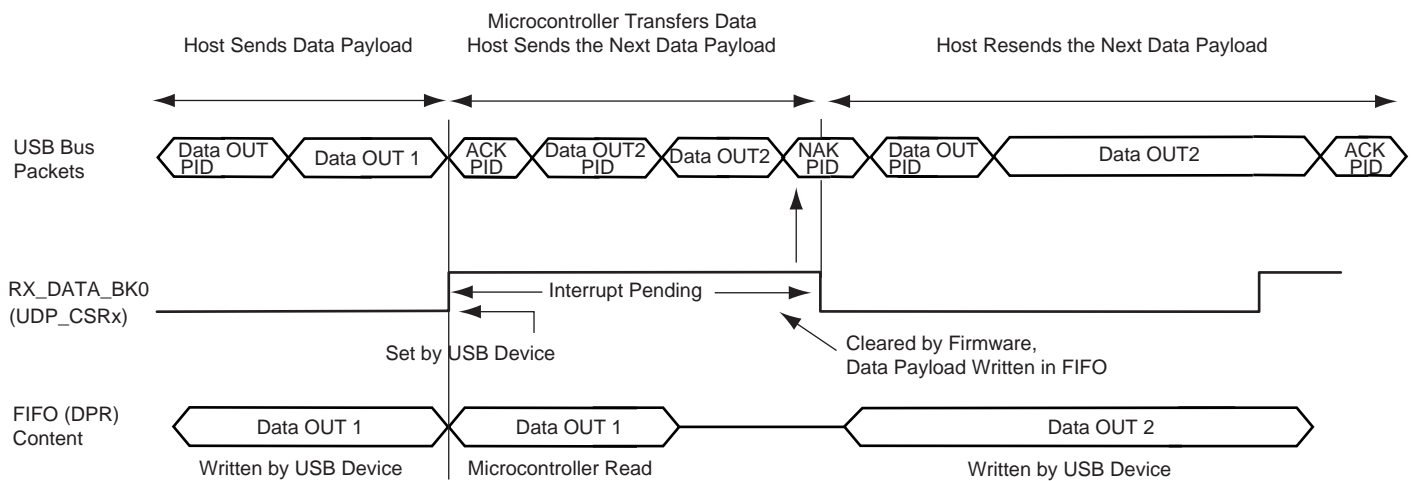 Host Sends Data Payload
Microcontroller Transfers Data
Host Sends the Next Data Payload
Host Resends the Next Data Payload
USB Bus
Packets
Data OUT
PID
Data OUT 1
ACK
PID
Data OUT2
PID
Data OUT2
NAK
PID
Data OUT
PID
Data OUT2
ACK
PID
RX_DATA_BK0
(UDP_CSRx)
Interrupt Pending
Set by USB Device
Cleared by Firmware,
Data Payload Written in FIFO
FIFO (DPR)
Content
Data OUT 1
Data OUT 1
Data OUT 2
Written by USB Device
Microcontroller Read
Written by USB Device